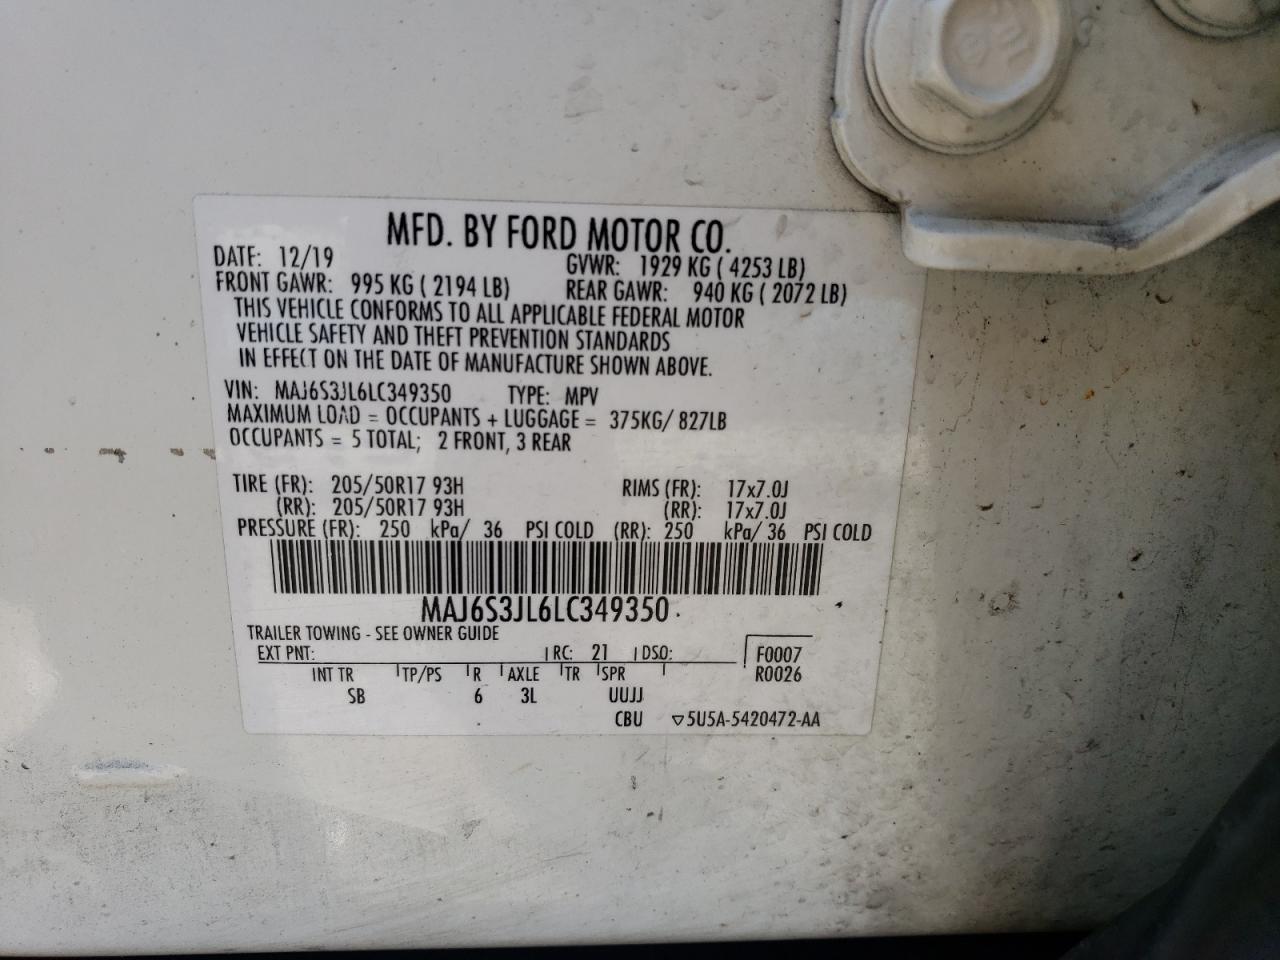 MFD. BY FORD MOTOR CO.
DATE: 12/19 GVWR: 1929 KG ( 4253 LB)
FRONT GAWR: 995 KG ( 2194 LB) REAR GAWR: 940 KG ( 2072 LB)
THIS VEHICLE CONFORMS TO ALL APPLICABLE FEDERAL MOTOR
VEHICLE SAFETY AND THEFT PREVENTION STANDARDS
IN EFFECT ON THE DATE OF MANUFACTURE SHOWN ABOVE.
VIN: MAJ6S3JL6LC349350 TYPE: MPV
MAXIMUM LOAD = OCCUPANTS + LUGGAGE = 375KG/ 827LB
OCCUPANTS = 5 TOTAL; 2 FRONT, 3 REAR
TIRE (FR): 205/50R17 93H RIMS (FR): 17x7.0J
(RR): 205/50R17 93H (RR): 17x7.0J
PRESSURE (FR): 250 kPa/ 36 PSI COLD (RR): 250 kPa/ 36 PSI COLD
MAJ6S3JL6LC349350
TRAILER TOWING - SEE OWNER GUIDE
EXT PNT: RC: 21 DSO: F0007
INT TR TP/PS R AXLE TR SPR R0026
SB 6 3L UUJJ
CBU ▽5U5A-5420472-AA